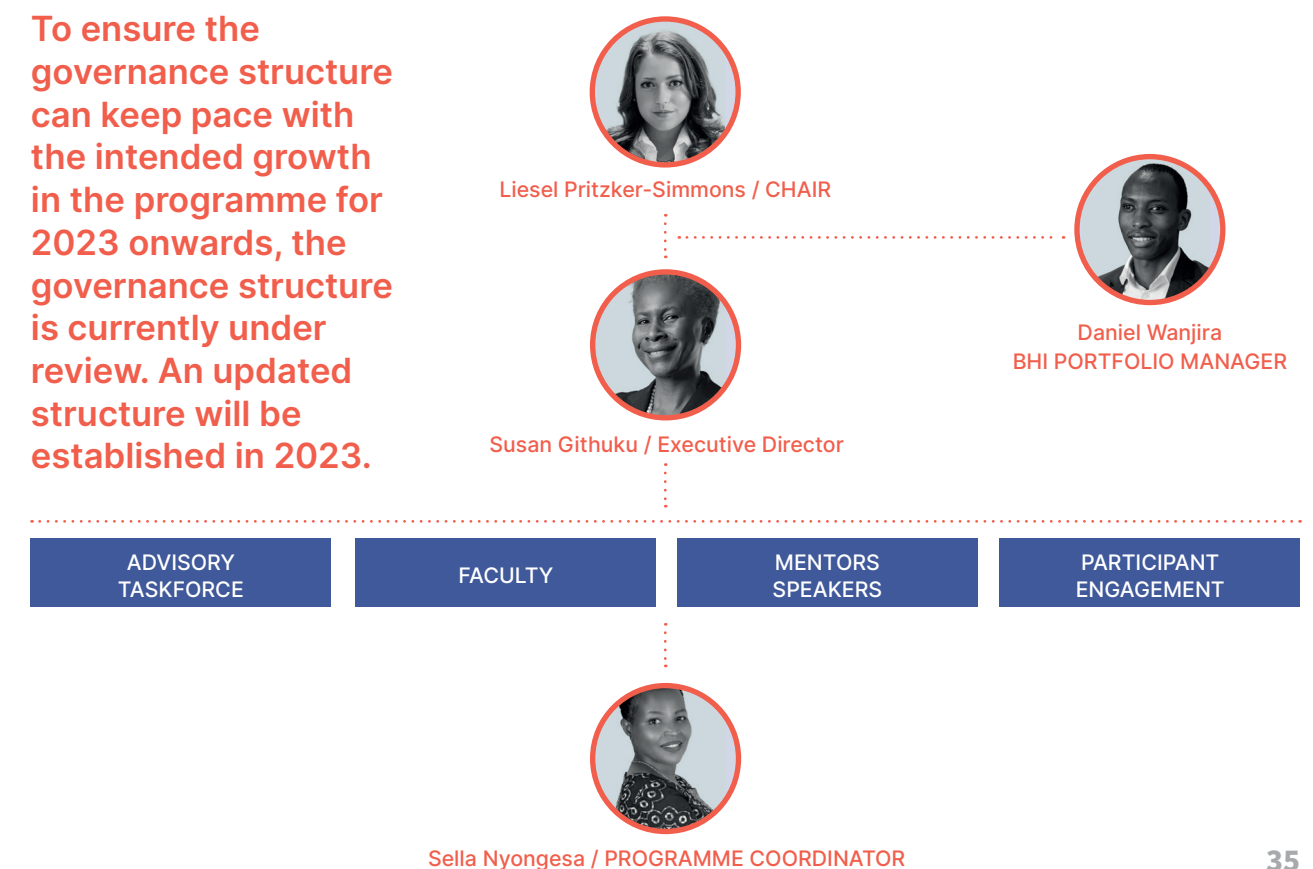 To ensure the
governance structure
can keep pace with
the intended growth
in the programme for
2023 onwards, the
governance structure
is currently under
review. An updated
structure will be
established in 2023.
Liesel Pritzker-Simmons / CHAIR
Daniel Wanjira
BHI PORTFOLIO MANAGER
Susan Githuku / Executive Director
ADVISORY
TASKFORCE
FACULTY
MENTORS
SPEAKERS
PARTICIPANT
ENGAGEMENT
Sella Nyongesa / PROGRAMME COORDINATOR
35